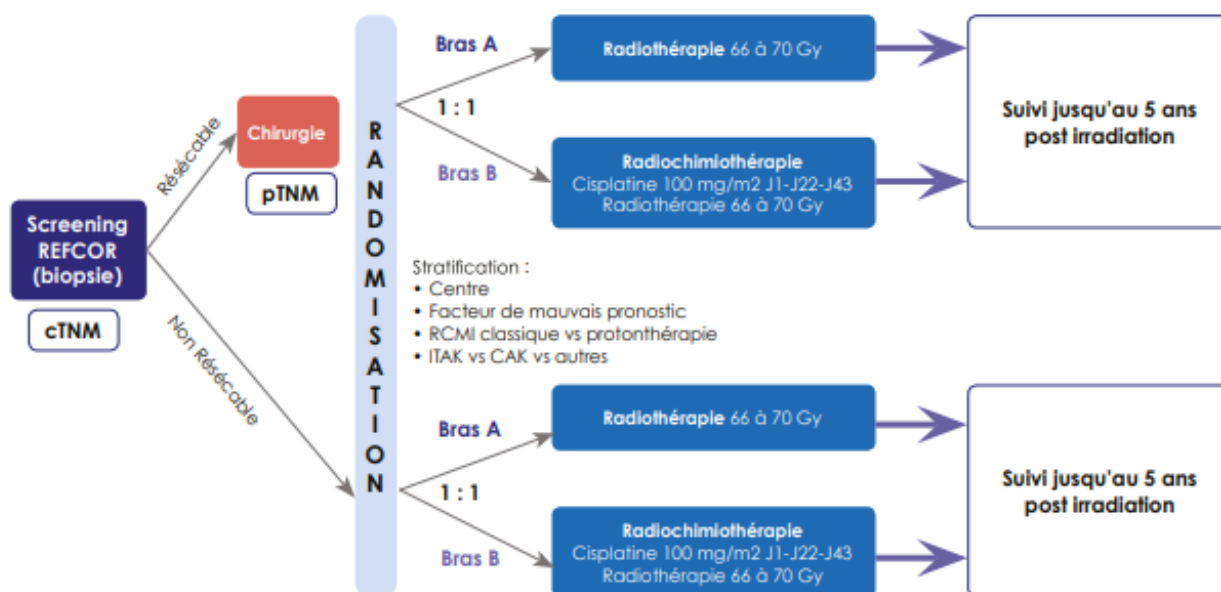 Screening
REFCOR
(biopsie)
cTNM
Résécable
Non Résécable
Chirurgie
pTNM
RANDOMISATION
Bras A
1 : 1
Bras B
Radiothérapie 66 à 70 Gy
Radiochimiothérapie
Cisplatine 100 mg/m2 J1-J22-J43
Radiothérapie 66 à 70 Gy
Suivi jusqu'au 5 ans
post irradiation
Stratification :
• Centre
• Facteur de mauvais pronostic
• RCMI classique vs protonthérapie
• ITAK vs CAK vs autres
Bras A
1 : 1
Bras B
Radiothérapie 66 à 70 Gy
Radiochimiothérapie
Cisplatine 100 mg/m2 J1-J22-J43
Radiothérapie 66 à 70 Gy
Suivi jusqu'au 5 ans
post irradiation